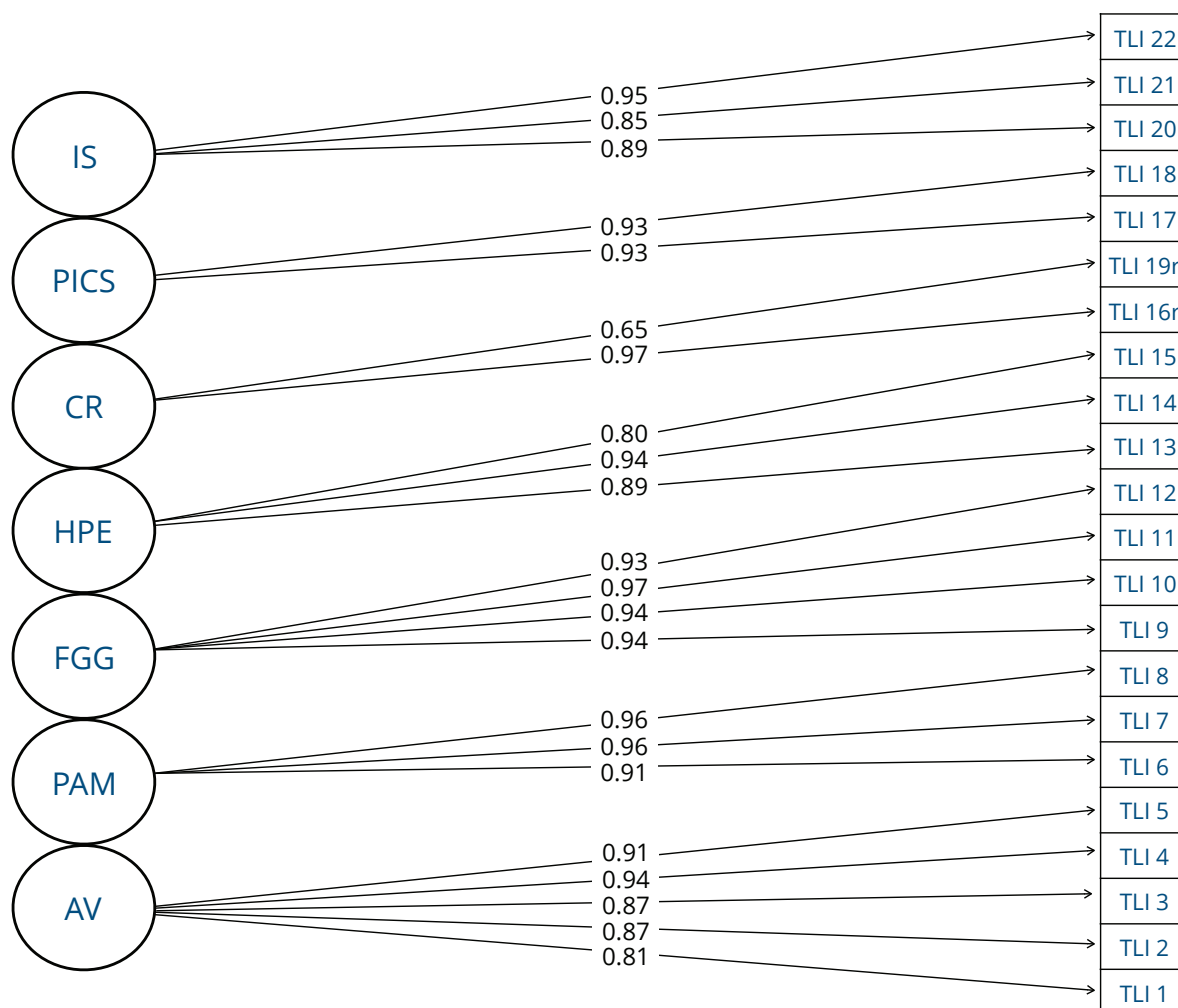 TLI 22
0.95
TLI 21
0.85
TLI 20
0.89
IS
TLI 18
0.93
TLI 17
0.93
PICS
TLI 19r
0.65
TLI 16r
0.97
CR
TLI 15
0.80
TLI 14
0.94
TLI 13
0.89
HPE
TLI 12
0.93
TLI 11
0.97
TLI 10
0.94
TLI 9
0.94
FGG
TLI 8
0.96
TLI 7
0.96
TLI 6
0.91
PAM
TLI 5
0.91
TLI 4
0.94
TLI 3
0.87
TLI 2
0.87
TLI 1
0.81
AV